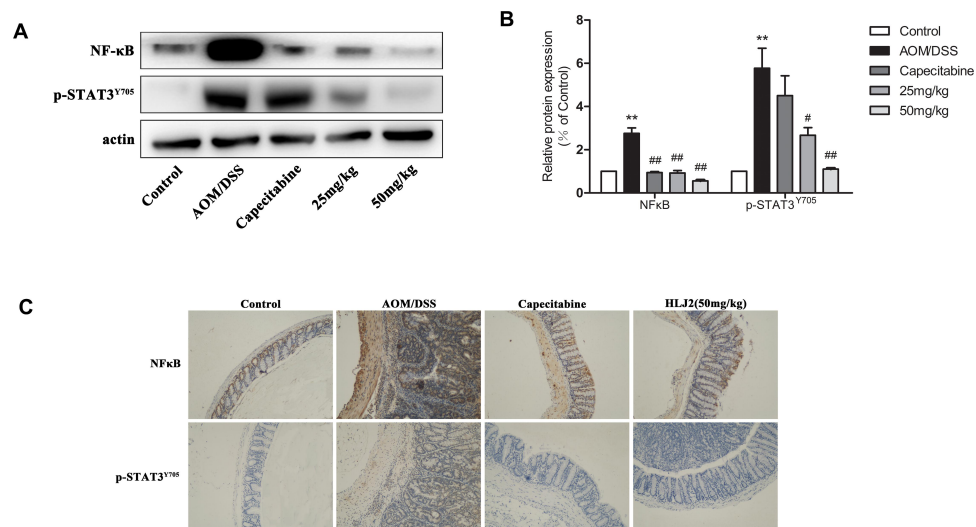 A
NF-κB
p-STAT3Y705
actin
Control
AOM/DSS
Capecitabine
25mg/kg
50mg/kg
B
Relative protein expression
(% of Control)
8
6
4
2
0
**
##
##
##
**
#
##
NFκB
p-STAT3Y705
Control
AOM/DSS
Capecitabine
25mg/kg
50mg/kg
C
Control
AOM/DSS
Capecitabine
HLJ2(50mg/kg)
NFκB
p-STAT3Y705